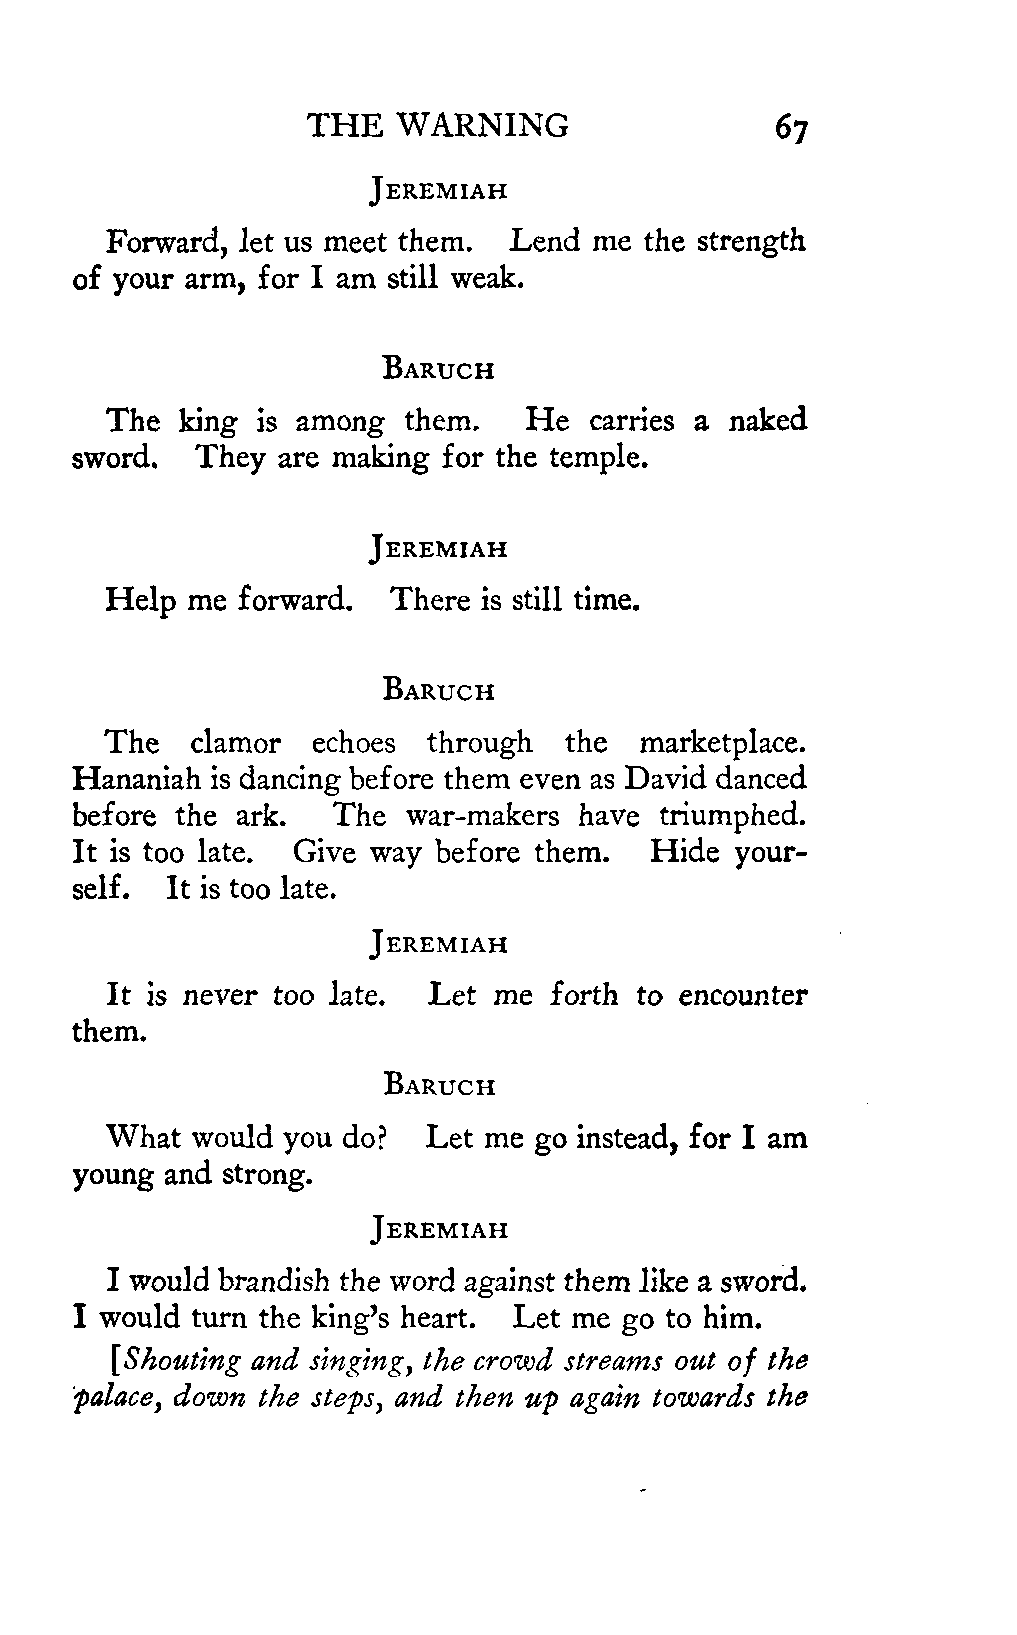 THE WARNING 67
JEREMIAH
Forward, let us meet them. Lend me the strength
of your arm, for I am still weak.
BARUCH
The king is among them. He carries a naked
sword. They are making for the temple.
JEREMIAH
Help me forward. There is still time.
BARUCH
The clamor echoes through the marketplace.
Hananiah is dancing before them even as David danced
before the ark. The war-makers have triumphed.
It is too late. Give way before them. Hide your-
self. It is too late.
JEREMIAH
It is never too late. Let me forth to encounter
them.
BARUCH
What would you do? Let me go instead, for I am
young and strong.
JEREMIAH
I would brandish the word against them like a sword.
I would turn the king's heart. Let me go to him.
[Shouting and singing, the crowd streams out of the
palace, down the steps, and then up again towards the